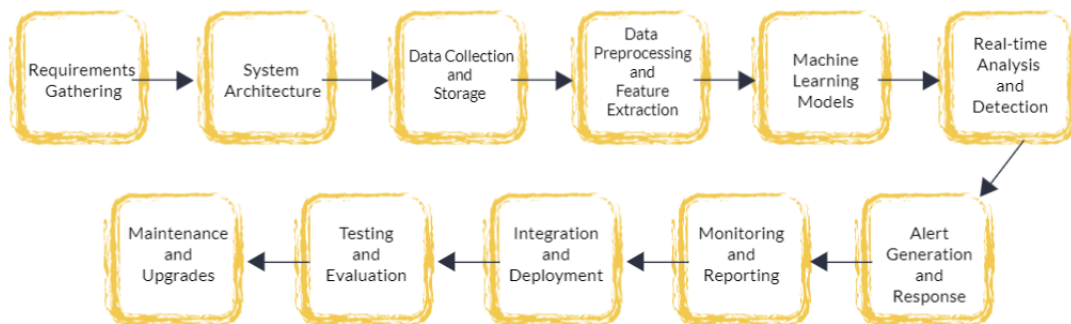 Requirements
Gathering
System
Architecture
Data Collection
and
Storage
Data
Preprocessing
and
Feature
Extraction
Machine
Learning
Models
Real-time
Analysis
and
Detection
Alert
Generation
and
Response
Monitoring
and
Reporting
Integration
and
Deployment
Testing
and
Evaluation
Maintenance
and
Upgrades